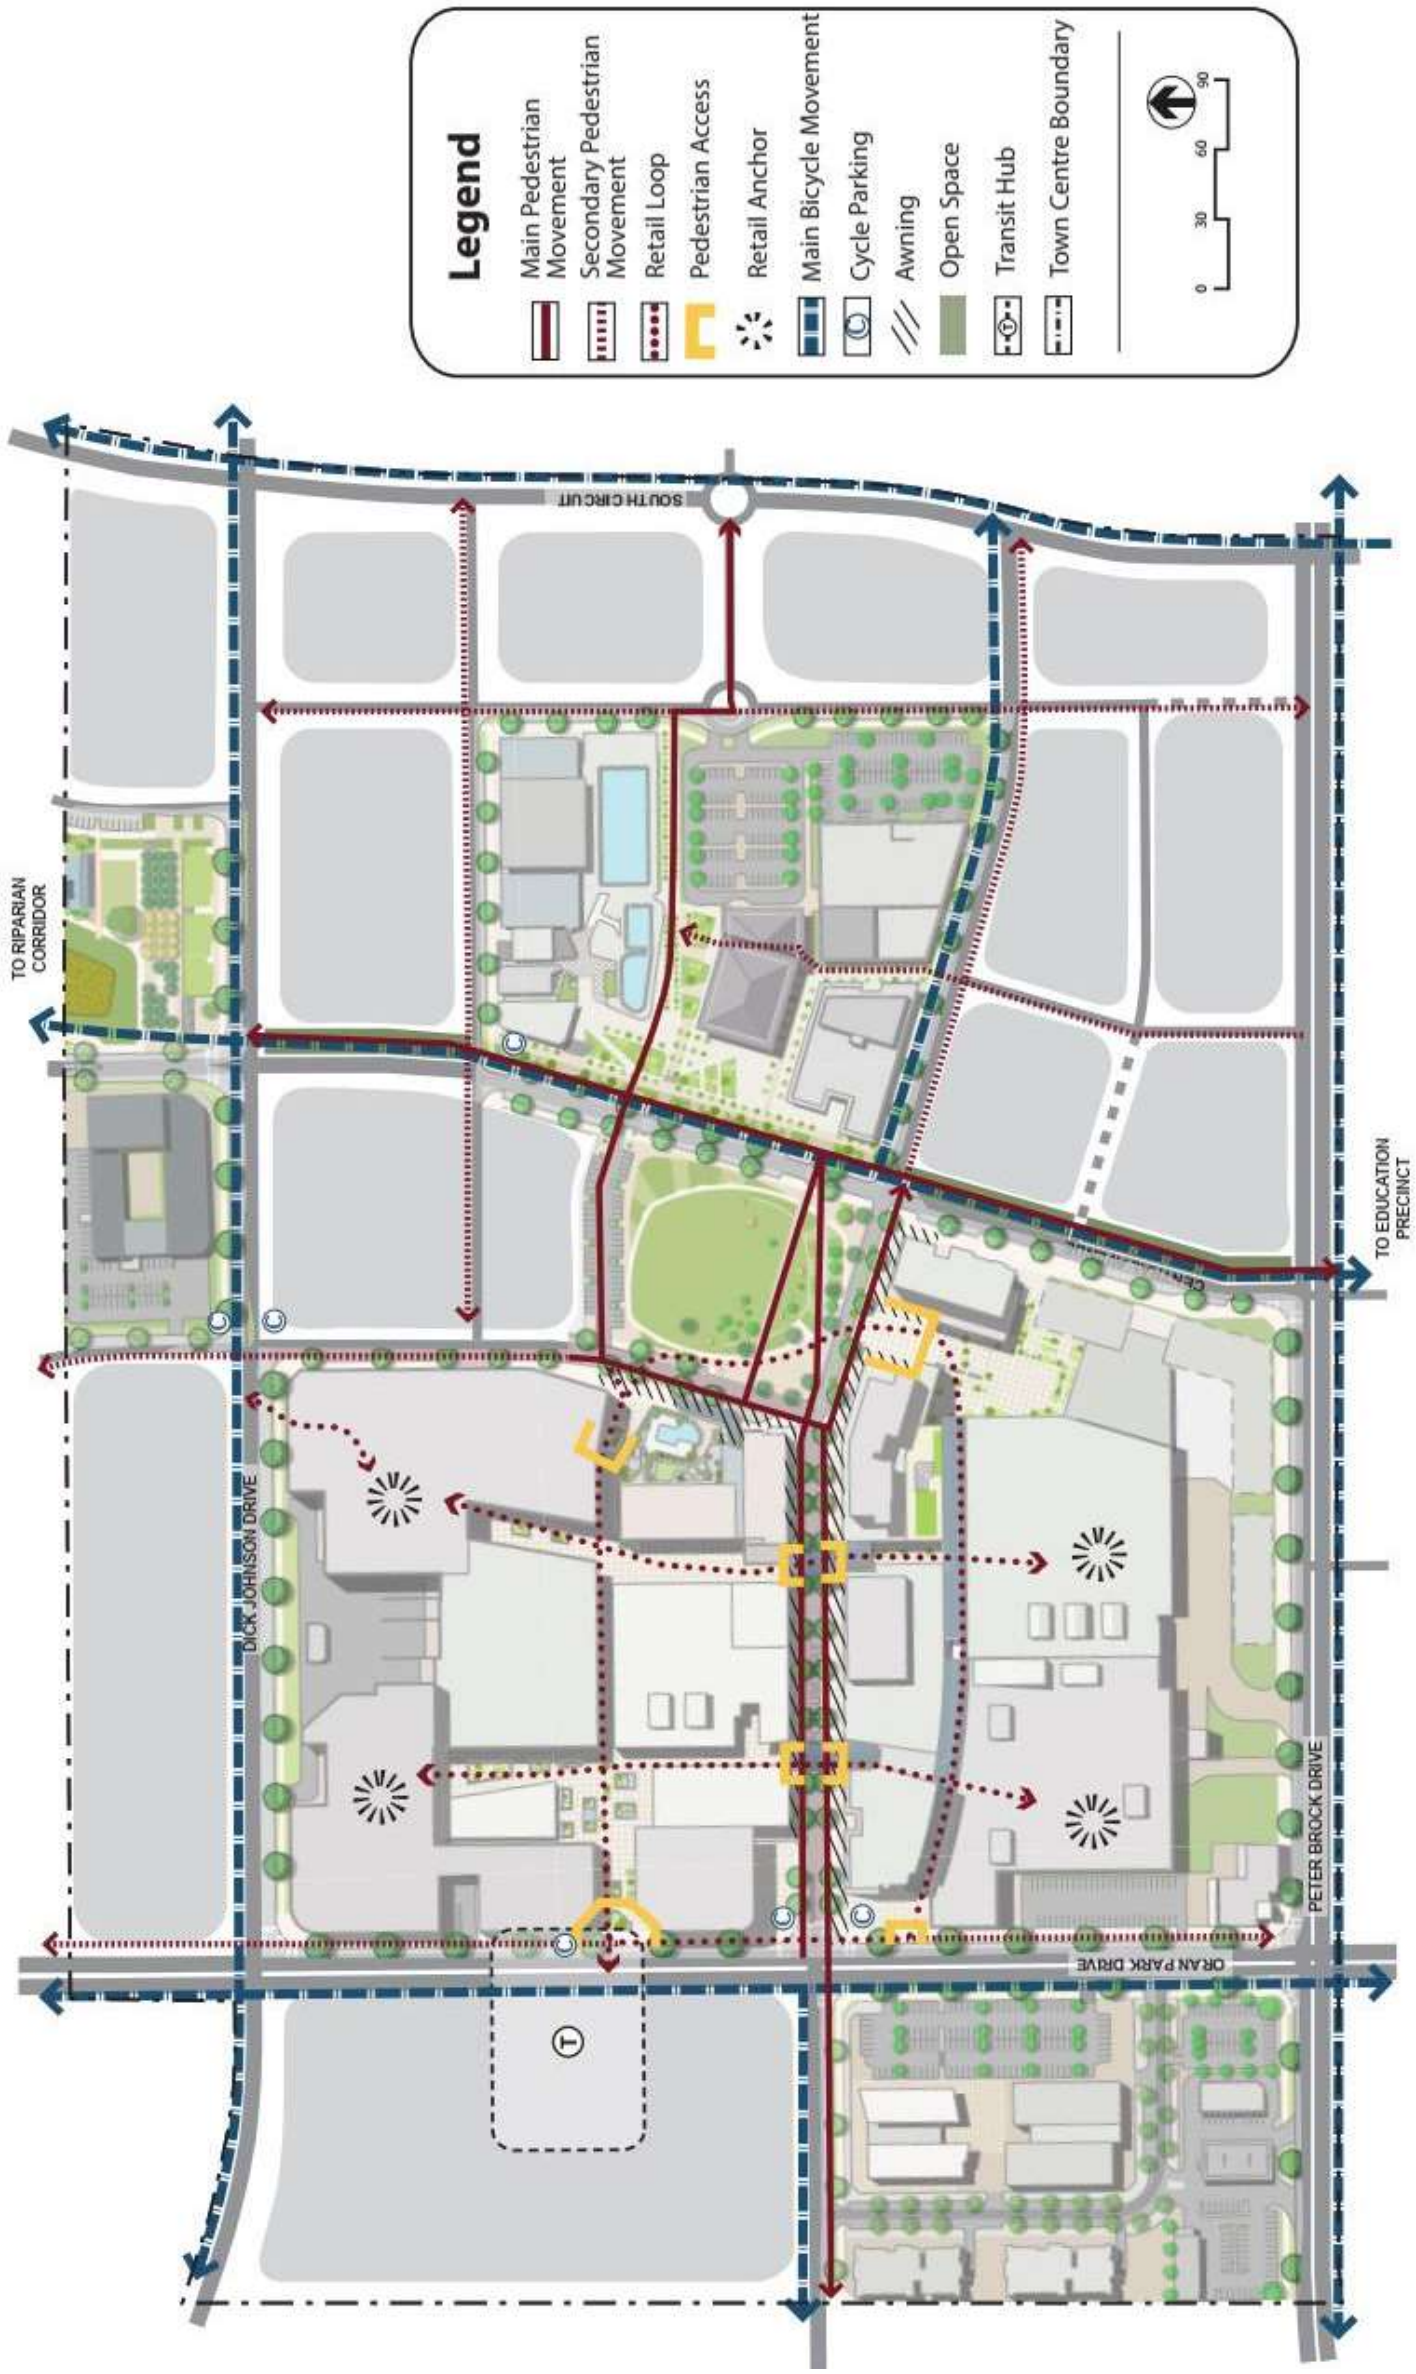 Legend
Main Pedestrian
Movement
Secondary Pedestrian
Movement
Retail Loop
Pedestrian Access
Retail Anchor
Main Bicycle Movement
C
Cycle Parking
Awning
Open Space
T
Transit Hub
Town Centre Boundary
0 30 60 90
TO RIPARIAN
CORRIDOR
SOUTH CIRCUIT
DICK JOHNSON DRIVE
TO EDUCATION
PRECINCT
PETER BROCK DRIVE
ORAN PARK DRIVE
C
C
C
C
C
C
T